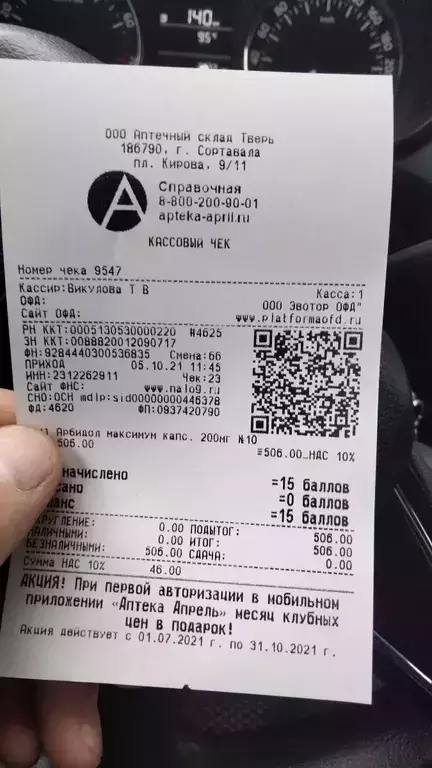 140
95
ООО Аптечный склад Тверь
186790, г. Сортавала
пл. Кирова, 9/11
А
Справочная
8-800-200-90-01
apteka-april.ru
КАССОВЫЙ ЧЕК
Номер чека 9547
Кассир:Викулова Т В Касса:1
ОФД: ООО Эвотор ОФД"
Сайт ОФД: www.platformaofd.ru
РН ККТ:0005130530000220 #4625
ЗН ККТ:0088820012090717
ФН:9284440300536835 Смена:66
ПРИХОД 05.10.21 11:45
ИНН:2312262911 Чек:23
Сайт ФНС: www.nalog.ru
СНО:ОСН mdlp:sid00000000446378
ФД:4620 ФП:0937420790
Арбидол максимум капс. 200мг №10
506.00 =506.00_НДС 10%
начислено =15 баллов
=0 баллов
=15 баллов
0.00 ПОДЫТОГ: 506.00
0.00 ИТОГ: 506.00
БЕЗНАЛИЧНЫМИ: 506.00 СДАЧА: 0.00
Сумма НДС 10% 46.00
АКЦИЯ! При первой авторизации в мобильном
приложении «Аптека Апрель» месяц клубных
цен в подарок!
Акция действует с 01.07.2021 г. по 31.10.2021 г.